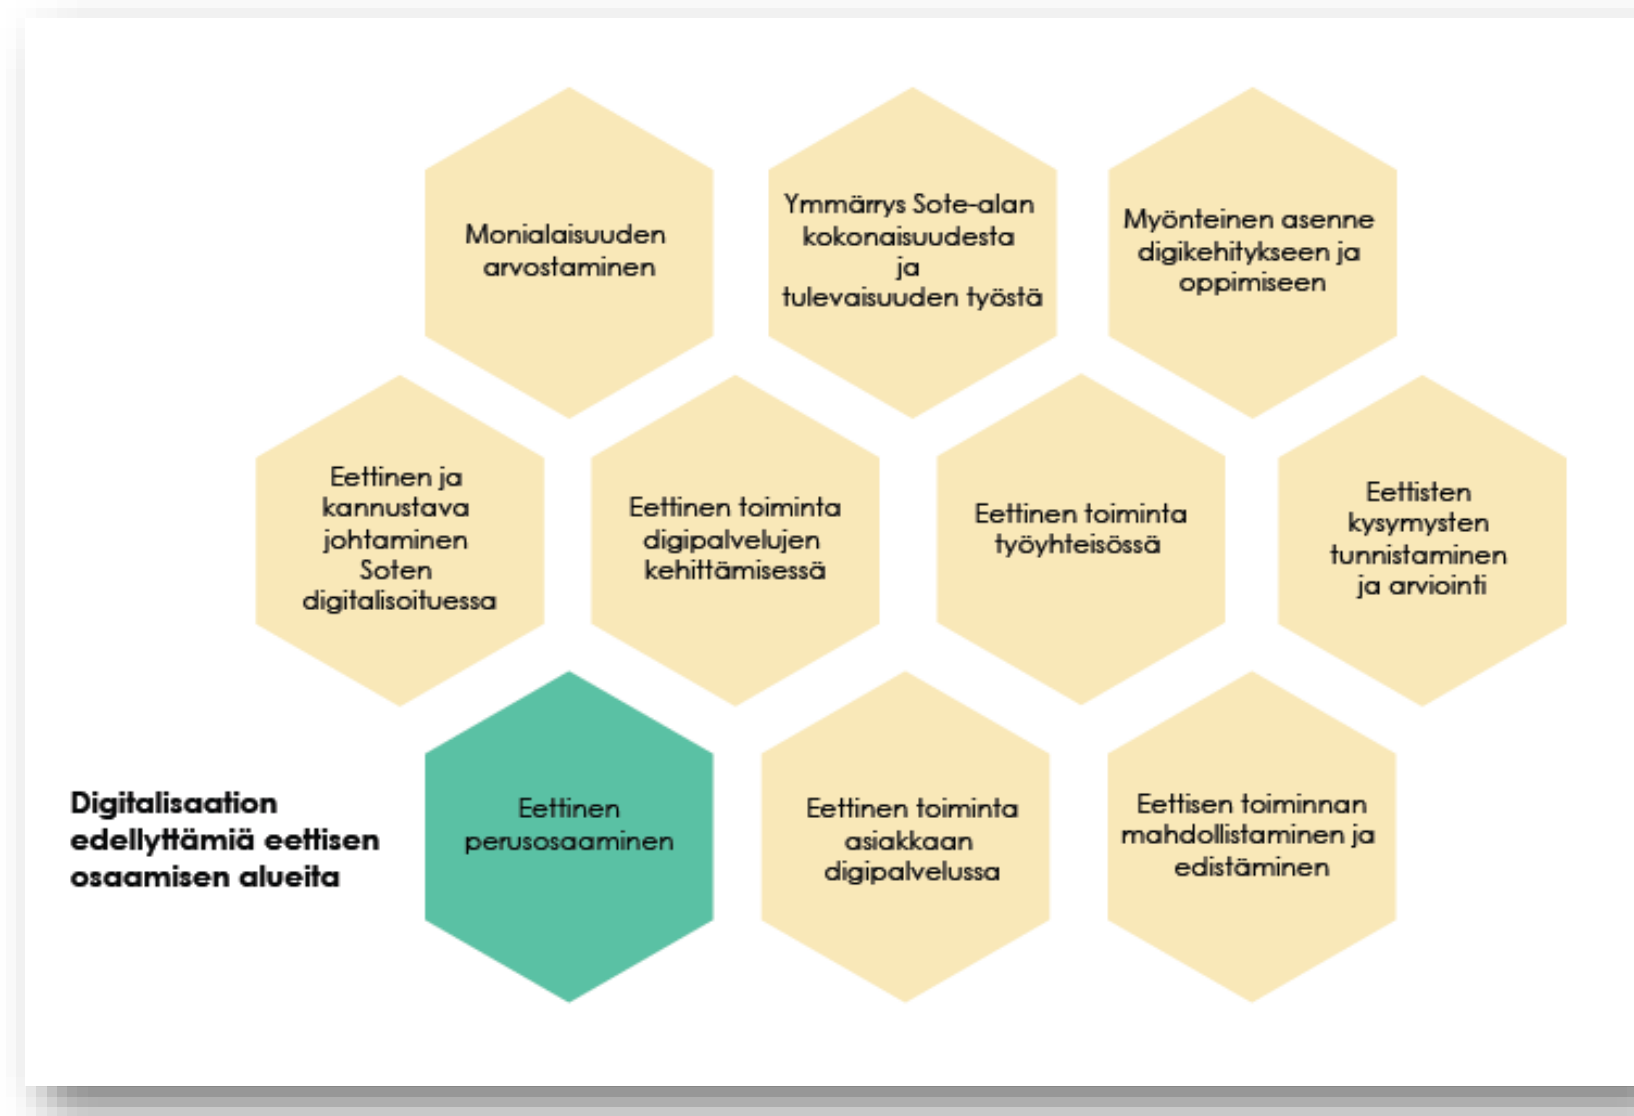 Monialaisuuden
arvostaminen
Ymmärrys Sote-alan
kokonaisuudesta
ja
tulevaisuuden työstä
Myönteinen asenne
digikehitykseen ja
oppimiseen
Eettinen ja
kannustava
johtaminen
Soten
digitalisoituessa
Eettinen toiminta
digipalvelujen
kehittämisessä
Eettinen toiminta
työyhteisössä
Eettisten
kysymysten
tunnistaminen
ja arviointi
Digitalisaation
edellyttämiä eettisen
osaamisen alueita
Eettinen
perusosaaminen
Eettinen toiminta
asiakkaan
digipalvelussa
Eettisen toiminnan
mahdollistaminen ja
edistäminen